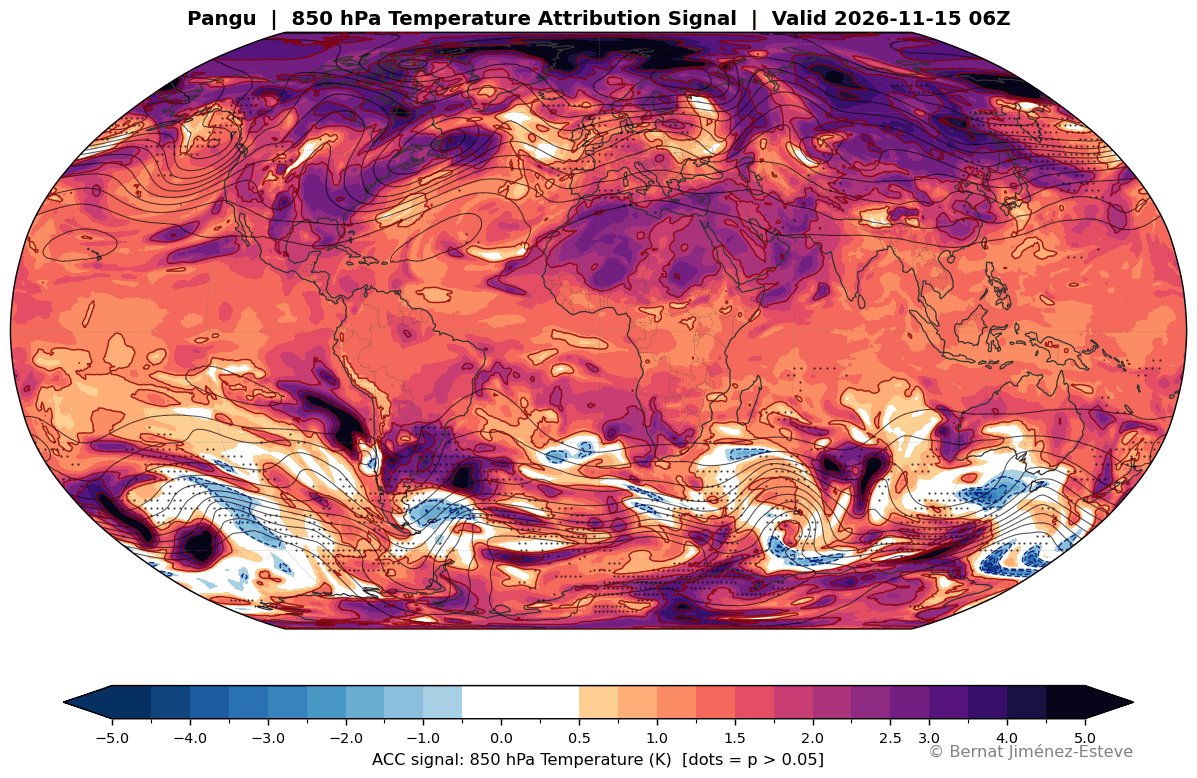 Pangu | 850 hPa Temperature Attribution Signal | Valid 2026-11-15 06Z
−5.0 −4.0 −3.0 −2.0 −1.0 0.0 0.5 1.0 1.5 2.0 2.5 3.0 4.0 5.0
ACC signal: 850 hPa Temperature (K) [dots = p > 0.05]
© Bernat Jiménez-Esteve